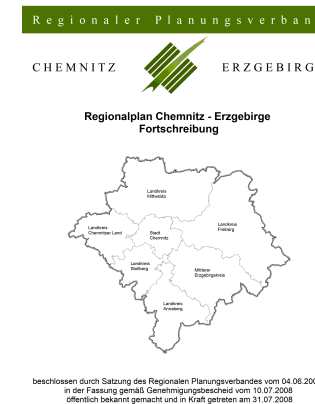 Regionaler Planungsverban
CHEMNITZ
ERZGEBIRG
Regionalplan Chemnitz - Erzgebirge
Fortschreibung
Landkreis
Mittweida
Landkreis
Freiberg
Landkreis
Chemnitzer Land
Stadt
Chemnitz
Landkreis
Stollberg
Mittlerer
Erzgebirgskreis
Landkreis
Annaberg
beschlossen durch Satzung des Regionalen Planungsverbandes vom 04.06.200
in der Fassung gemäß Genehmigungsbescheid vom 10.07.2008
öffentlich bekannt gemacht und in Kraft getreten am 31.07.2008